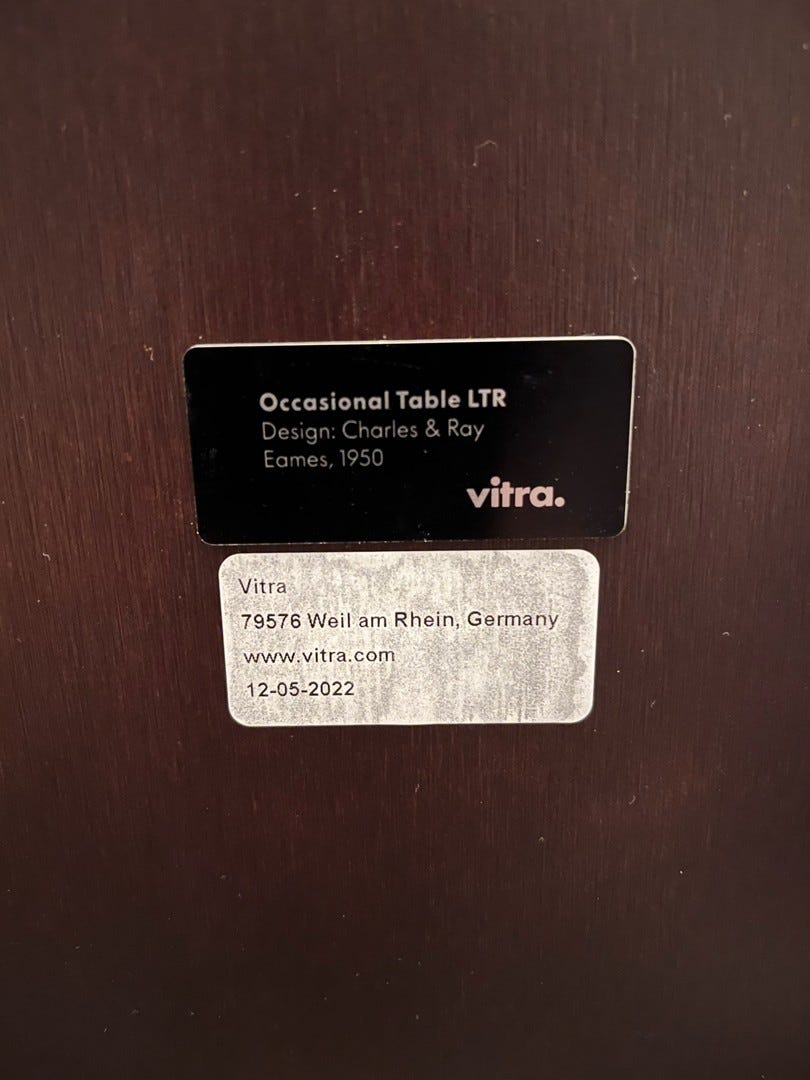 Occasional Table LTR
Design: Charles & Ray
Eames, 1950
vitra.
Vitra
79576 Weil am Rhein, Germany
www.vitra.com
12-05-2022